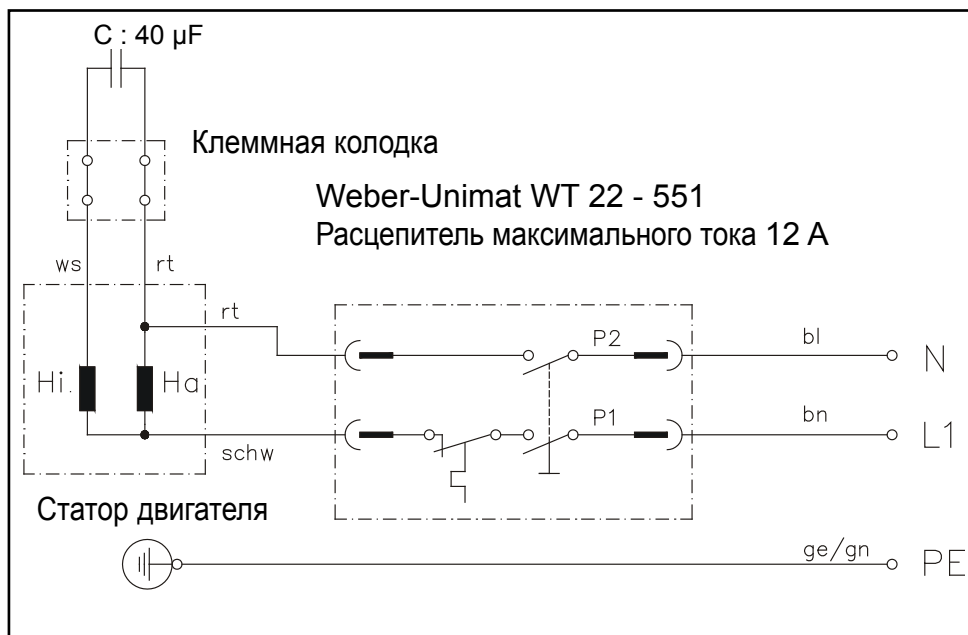 C : 40 µF
Клеммная колодка
Weber-Unimat WT 22 - 551
Расцепитель максимального тока 12 A
ws
rt
rt
P2
bl
N
Hi.
Ha
P1
bn
L1
schw
Статор двигателя
ge/gn
PE